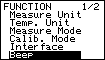 FUNCTION 1/2
Measure Unit
Temp. Unit
Measure Mode
Calib. Mode
Interface
Beep